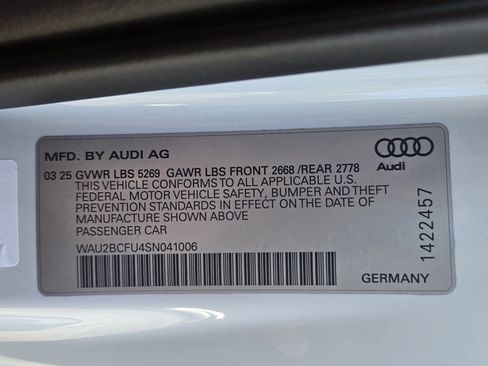 MFD. BY AUDI AG
03 25 GVWR LBS 5269 GAWR LBS FRONT 2668 /REAR 2778
THIS VEHICLE CONFORMS TO ALL APPLICABLE U.S.
FEDERAL MOTOR VEHICLE SAFETY, BUMPER AND THEFT
PREVENTION STANDARDS IN EFFECT ON THE DATE OF
MANUFACTURE SHOWN ABOVE
PASSENGER CAR
WAU2BCFU4SN041006
Audi
1422457
GERMANY